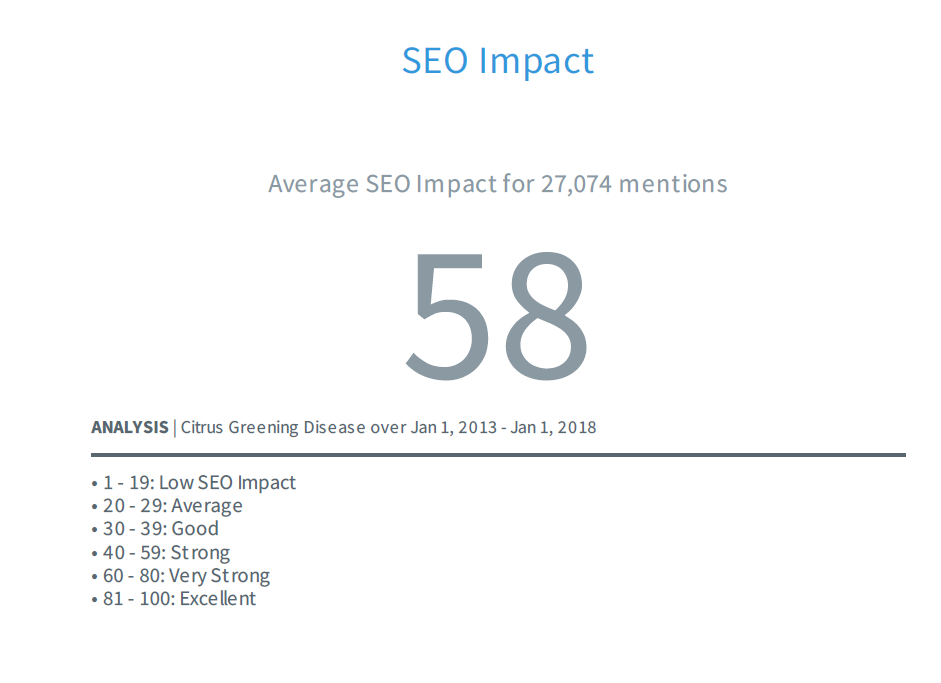 SEO Impact
Average SEO Impact for 27,074 mentions
58
ANALYSIS | Citrus Greening Disease over Jan 1, 2013 - Jan 1, 2018
• 1 - 19: Low SEO Impact
• 20 - 29: Average
• 30 - 39: Good
• 40 - 59: Strong
• 60 - 80: Very Strong
• 81 - 100: Excellent